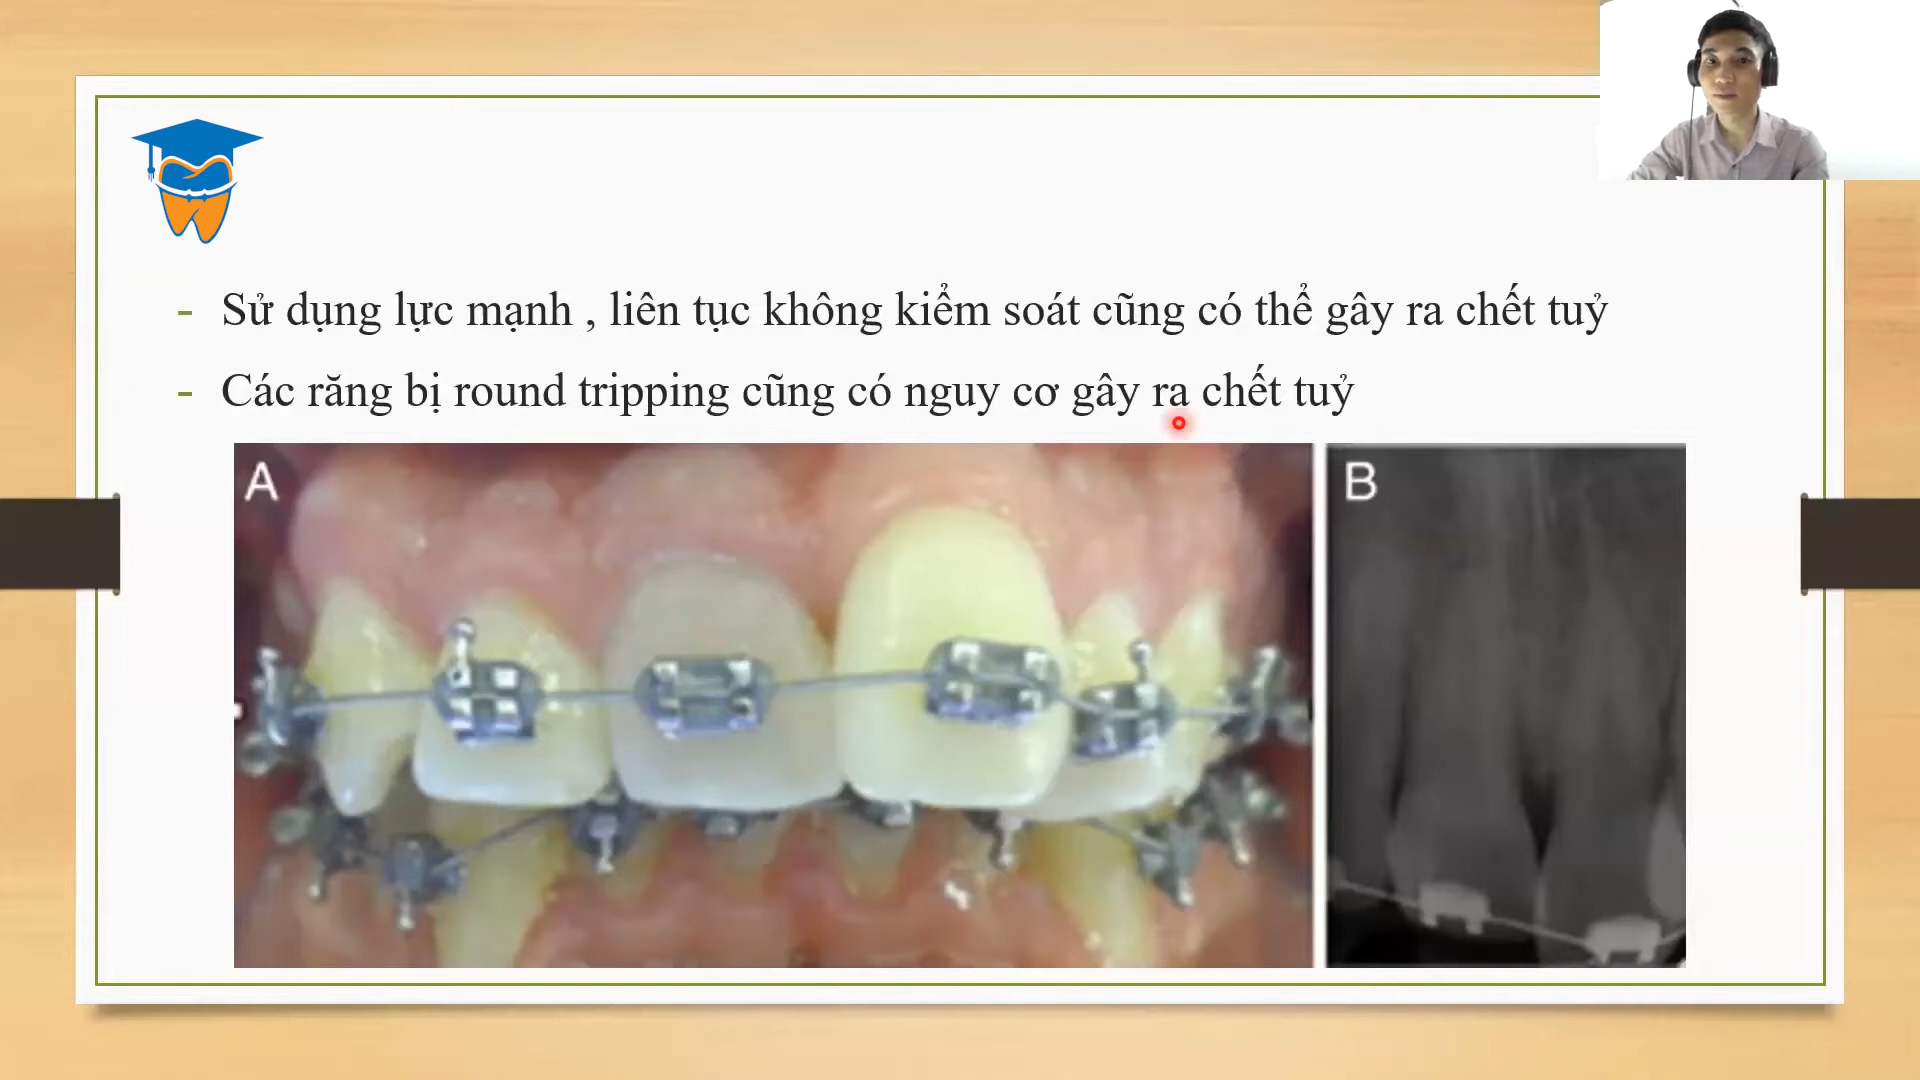 - Sử dụng lực mạnh , liên tục không kiểm soát cũng có thể gây ra chết tuỷ
- Các răng bị round tripping cũng có nguy cơ gây ra chết tuỷ
A
B